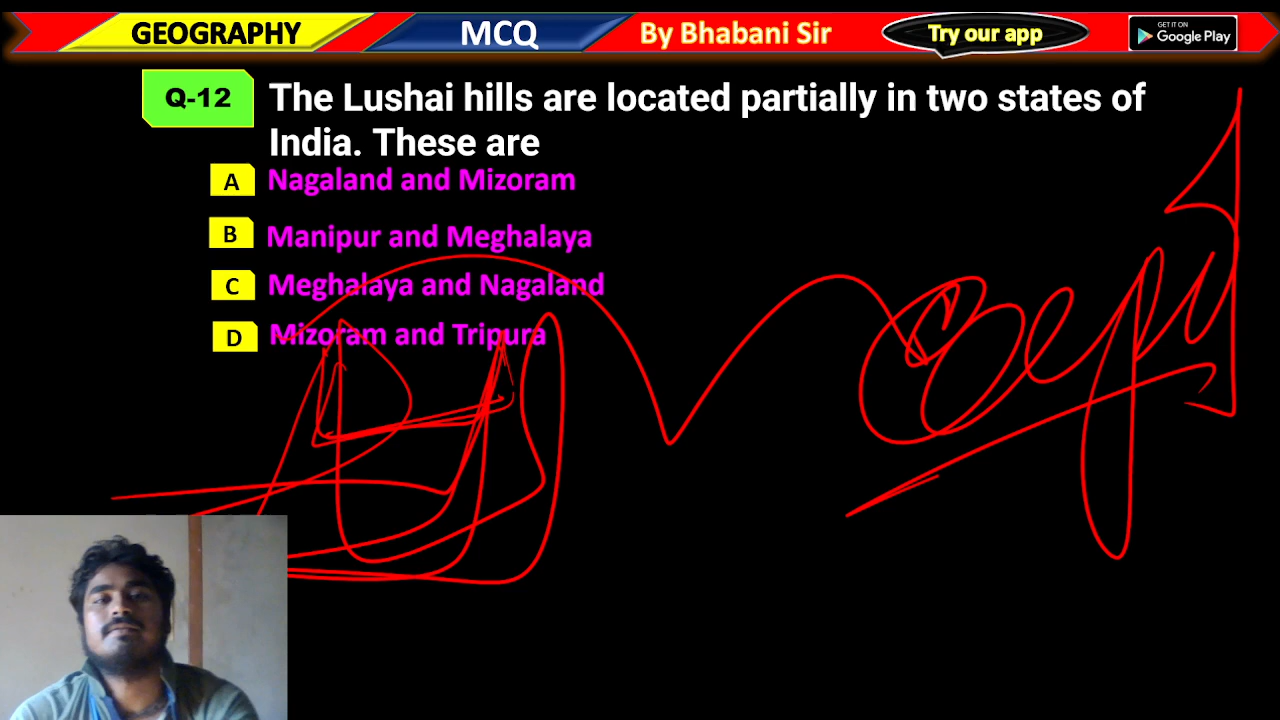 GEOGRAPHY MCQ By Bhabani Sir Try our app GET IT ON Google Play
Q-12 The Lushai hills are located partially in two states of
India. These are
A Nagaland and Mizoram
B Manipur and Meghalaya
C Meghalaya and Nagaland
D Mizoram and Tripura